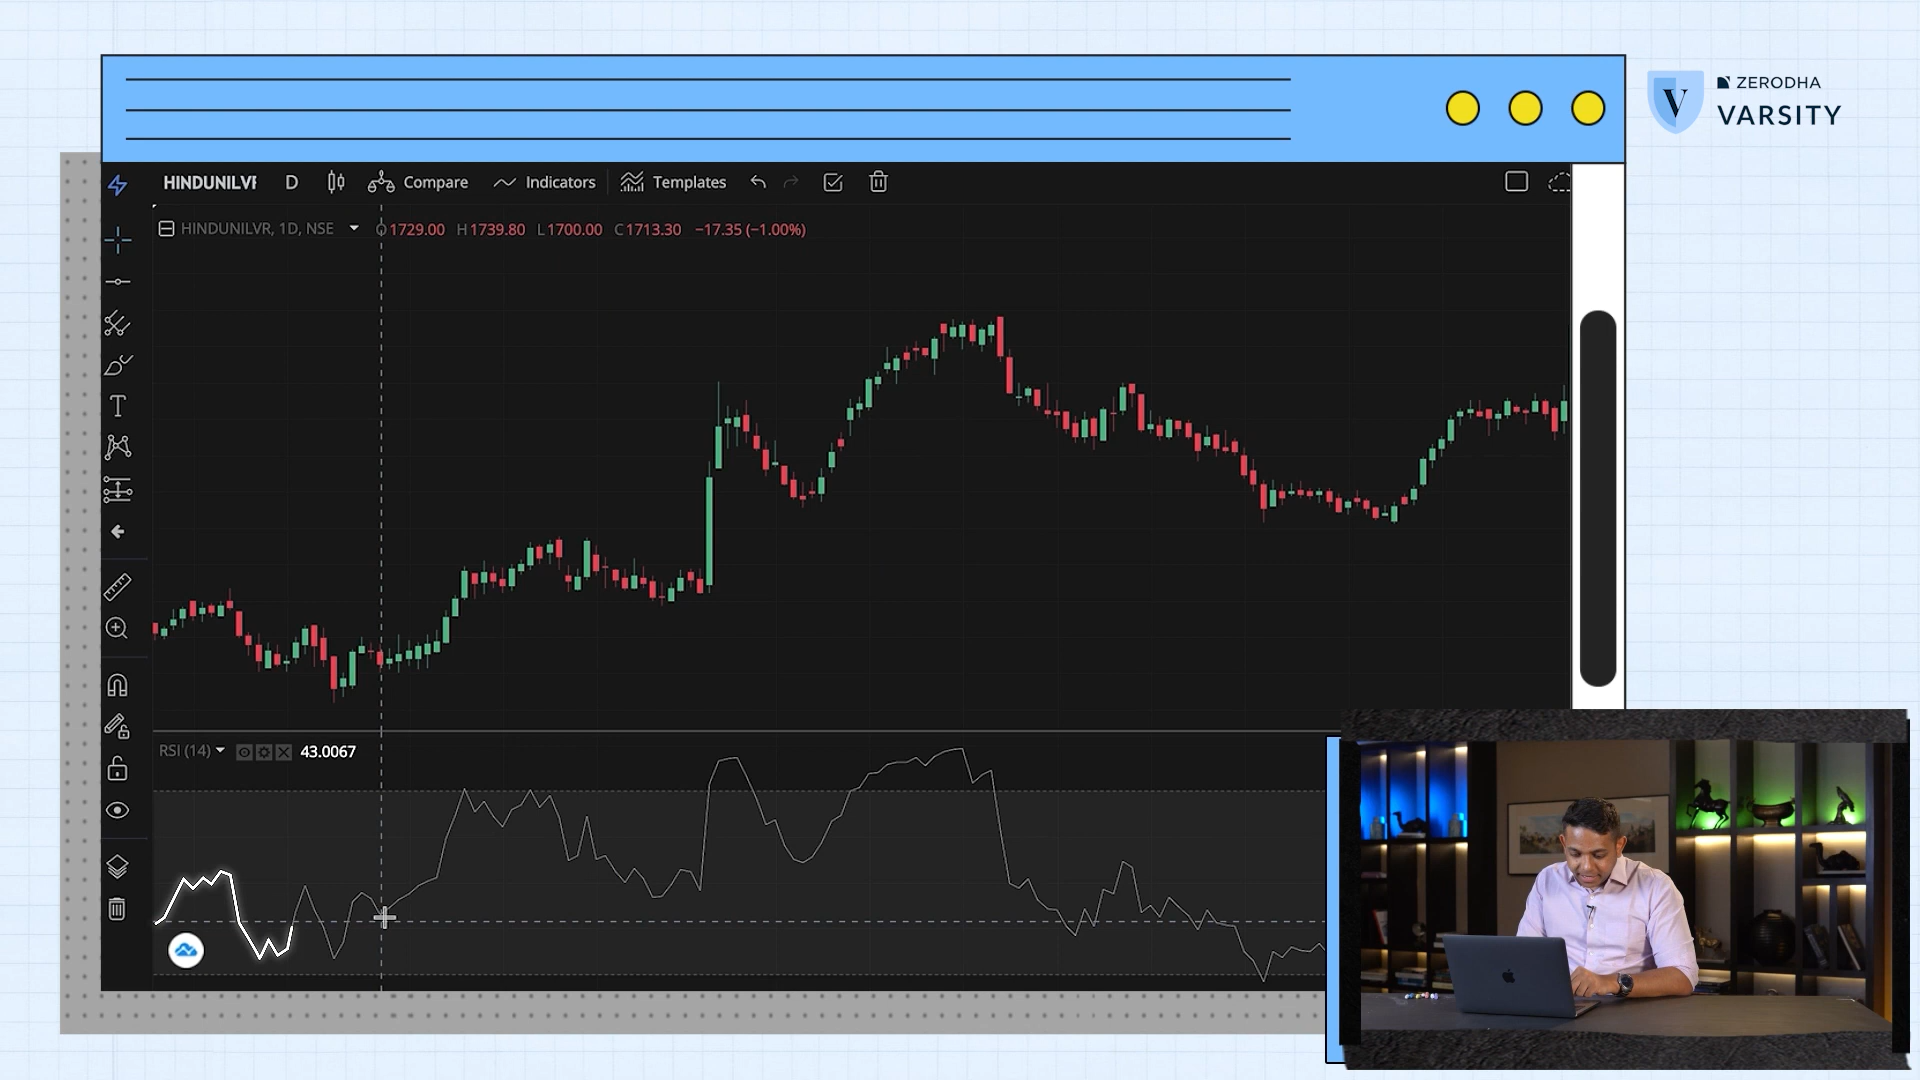 ZERODHA
V VARSITY
HINDUNILVR D Compare Indicators Templates
HINDUNILVR, 1D, NSE O1729.00 H1739.80 L1700.00 C1713.30 −17.35 (−1.00%)
T
RSI (14) 43.0067